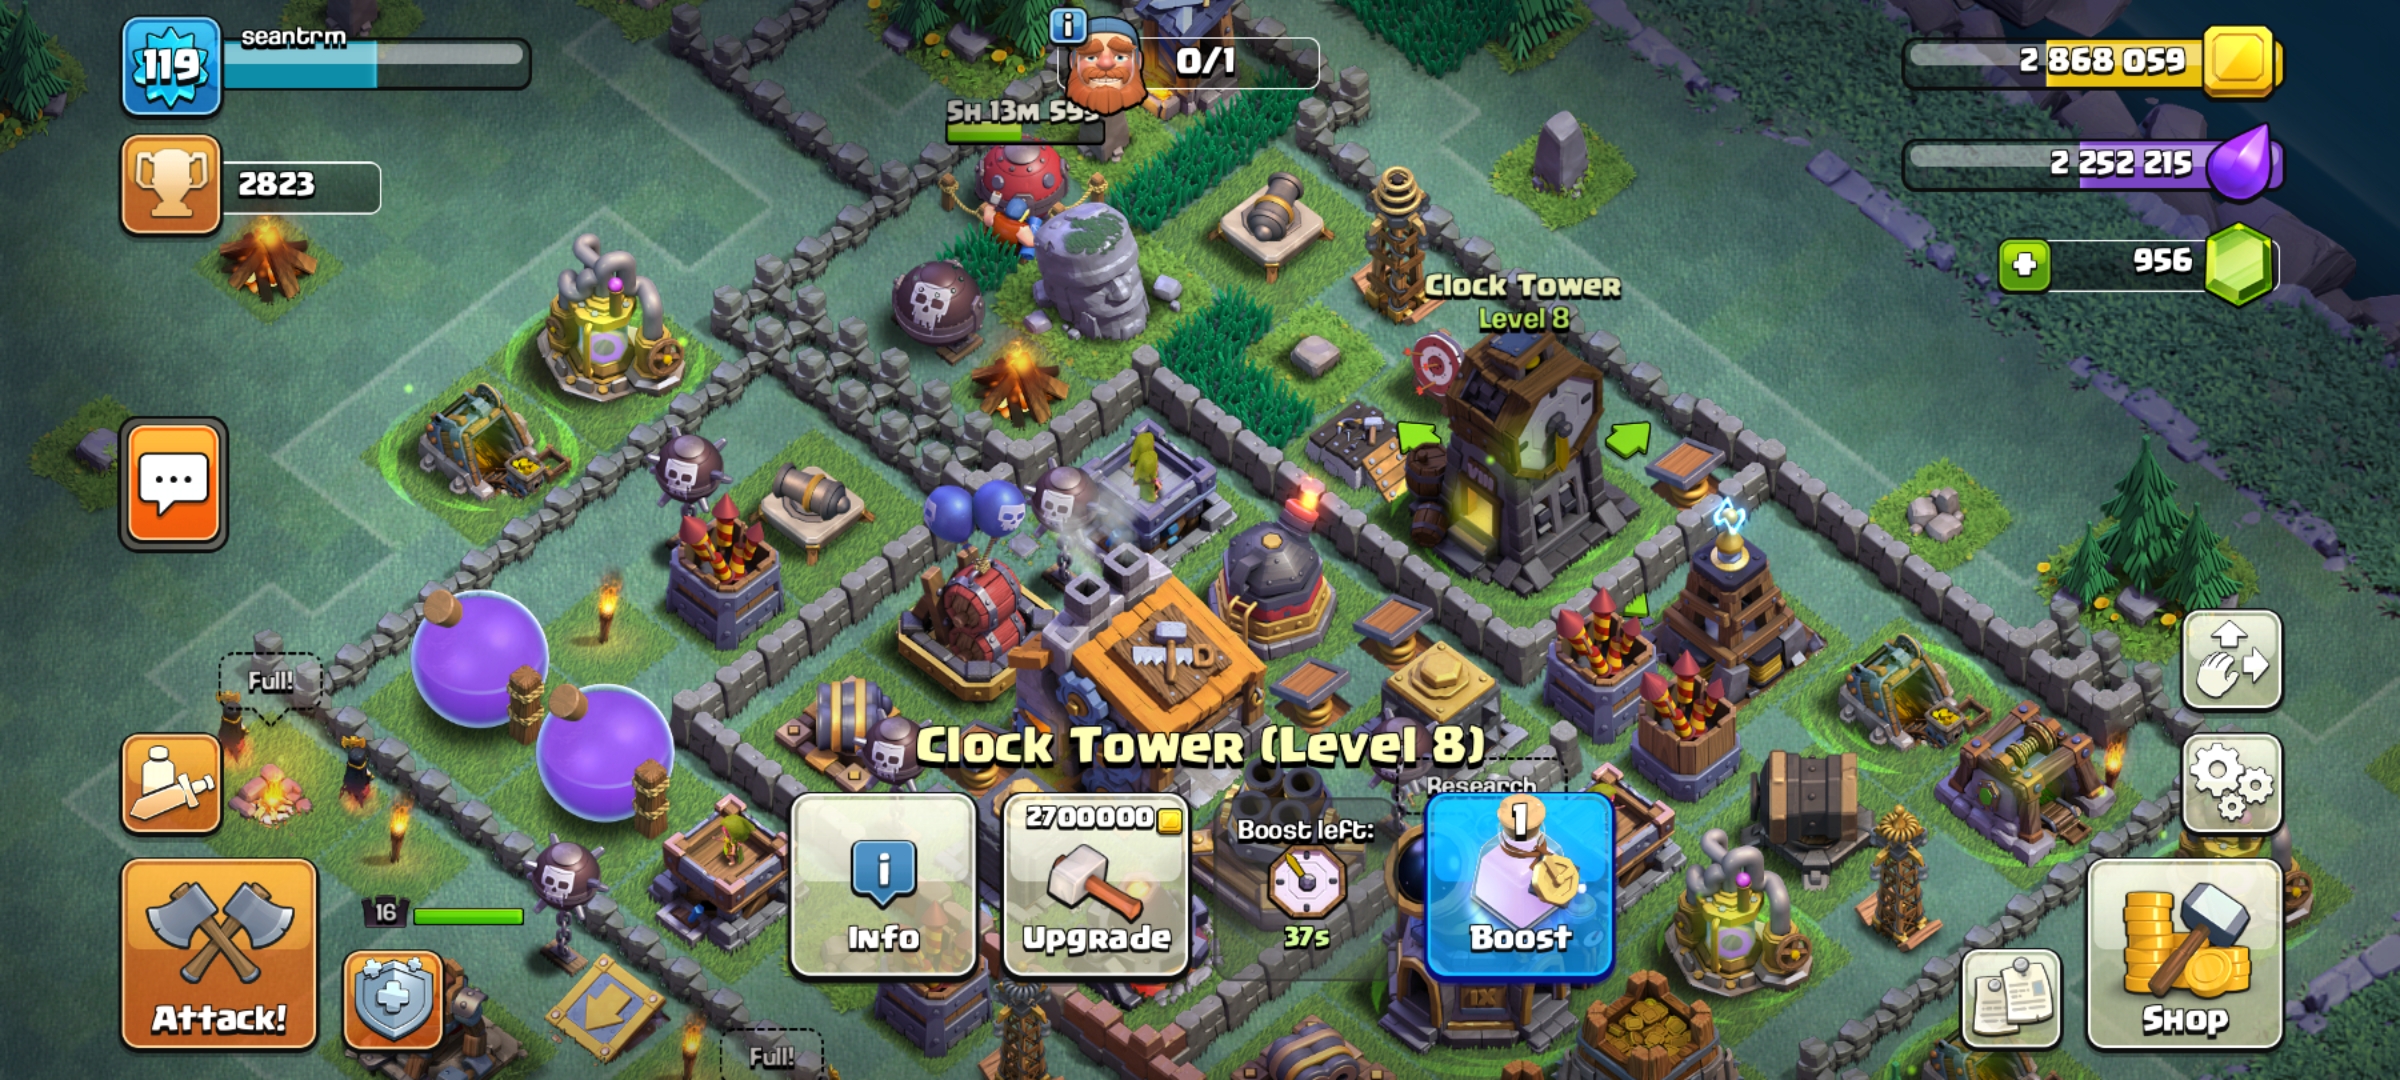 119
seantrm
0/1
2 868 059
5H 13M 55s
2823
2 252 215
956
Clock Tower
Level 8
Full!
Clock Tower (Level 8)
Research
2700000
1
Boost left:
16
Info
Upgrade
37s
Boost
Attack!
Shop
IX
Full!